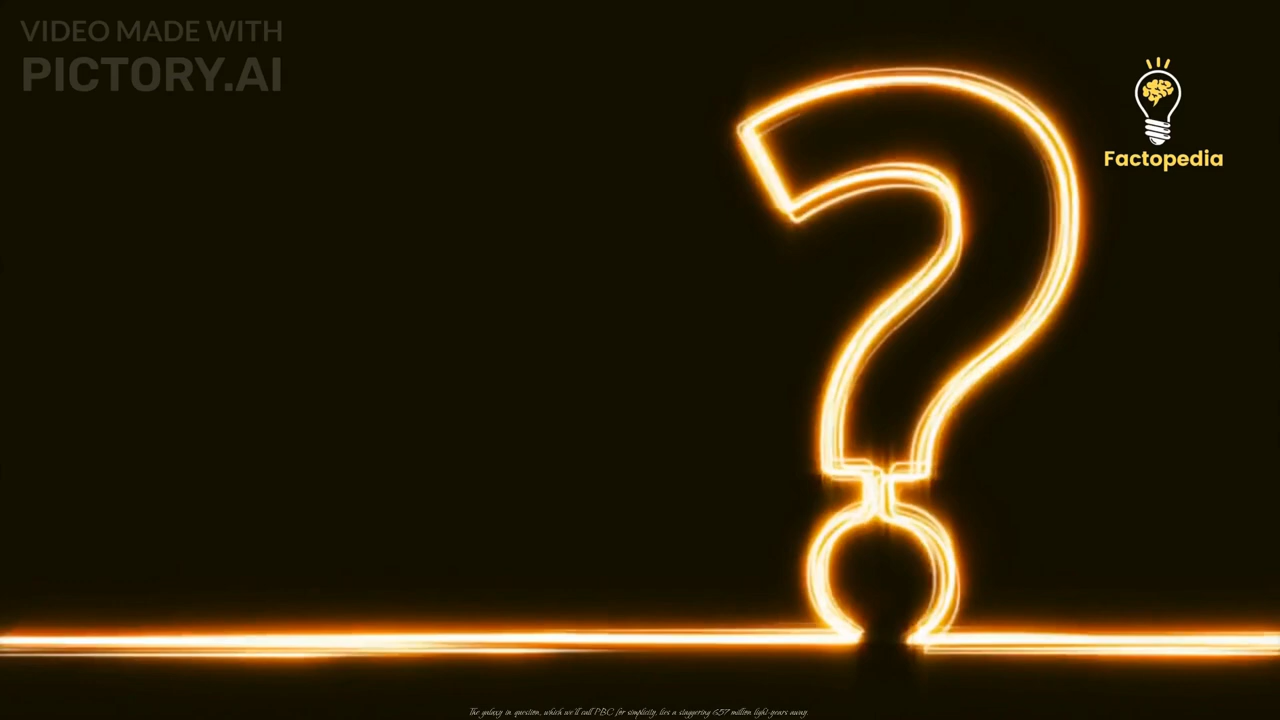 VIDEO MADE WITH
PICTORY.AI
Factopedia
The galaxy in question, which we'll call PBC for simplicity, lies a staggering 657 million light-years away.